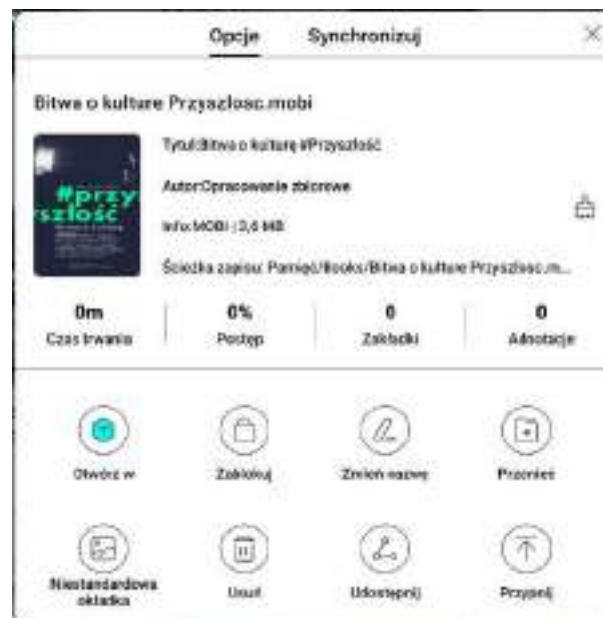 Opcje Synchronizuj
Bitwa o kulture Przyszlosc.mobi
Tytuł:Bitwa o kulturę #Przyszłość
Autor:Opracowanie zbiorowe
Info:MOBI | 3,6 MB
Ścieżka zapisu: Pamięć/Books/Bitwa o kulture Przyszlosc.m...
#przy
yszłość
0m 0% 0 0
Czas trwania Postęp Zakładki Adnotacje
Otwórz w Zablokuj Zmień nazwę Przenieś
Niestandardowa
okładka Usuń Udostępnij Przypnij